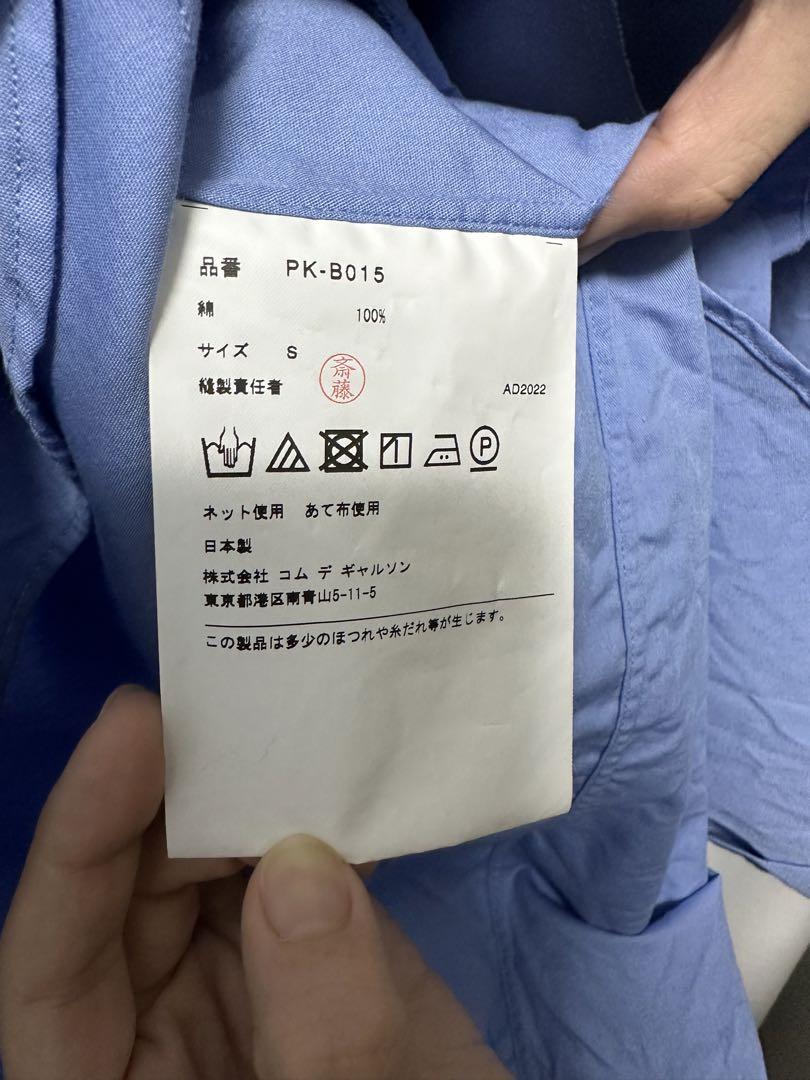 品番 PK-B015
綿 100%
サイズ S
縫製責任者 斎藤 AD2022
P
ネット使用 あて布使用
日本製
株式会社 コム デ ギャルソン
東京都港区南青山5-11-5
この製品は多少のほつれや糸だれ等が生じます。